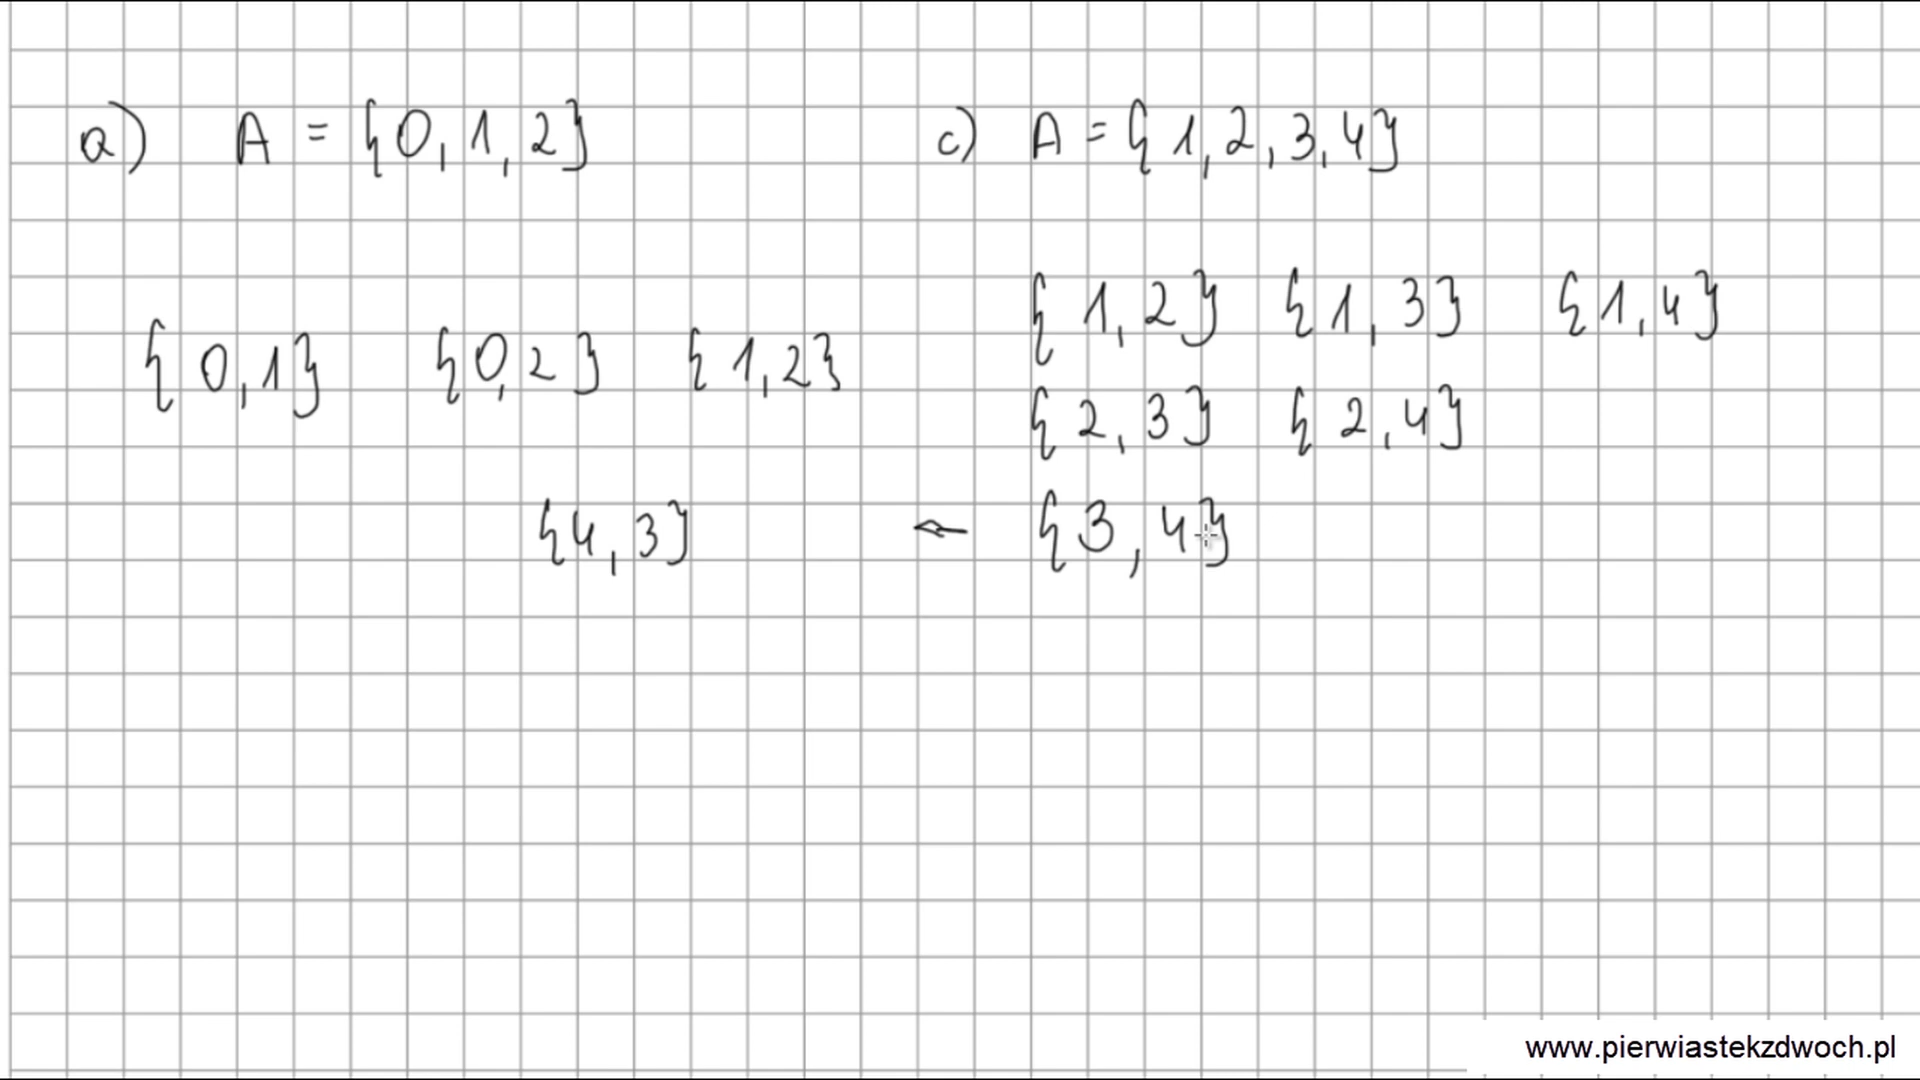 a) A = {0, 1, 2}
{0, 1} {0, 2} {1, 2}
c) A = {1, 2, 3, 4}
{1, 2} {1, 3} {1, 4}
{2, 3} {2, 4}
{4, 3} ← {3, 4}
www.pierwiastekzdwoch.pl